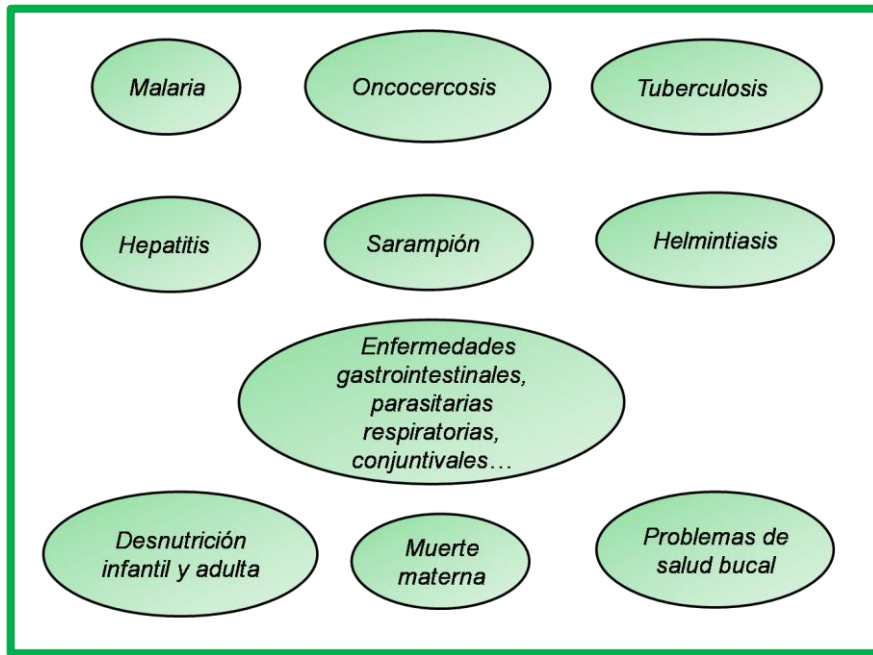 Malaria
Oncocercosis
Tuberculosis
Hepatitis
Sarampión
Helmintiasis
Enfermedades
gastrointestinales,
parasitarias
respiratorias,
conjuntivales…
Desnutrición
infantil y adulta
Muerte
materna
Problemas de
salud bucal